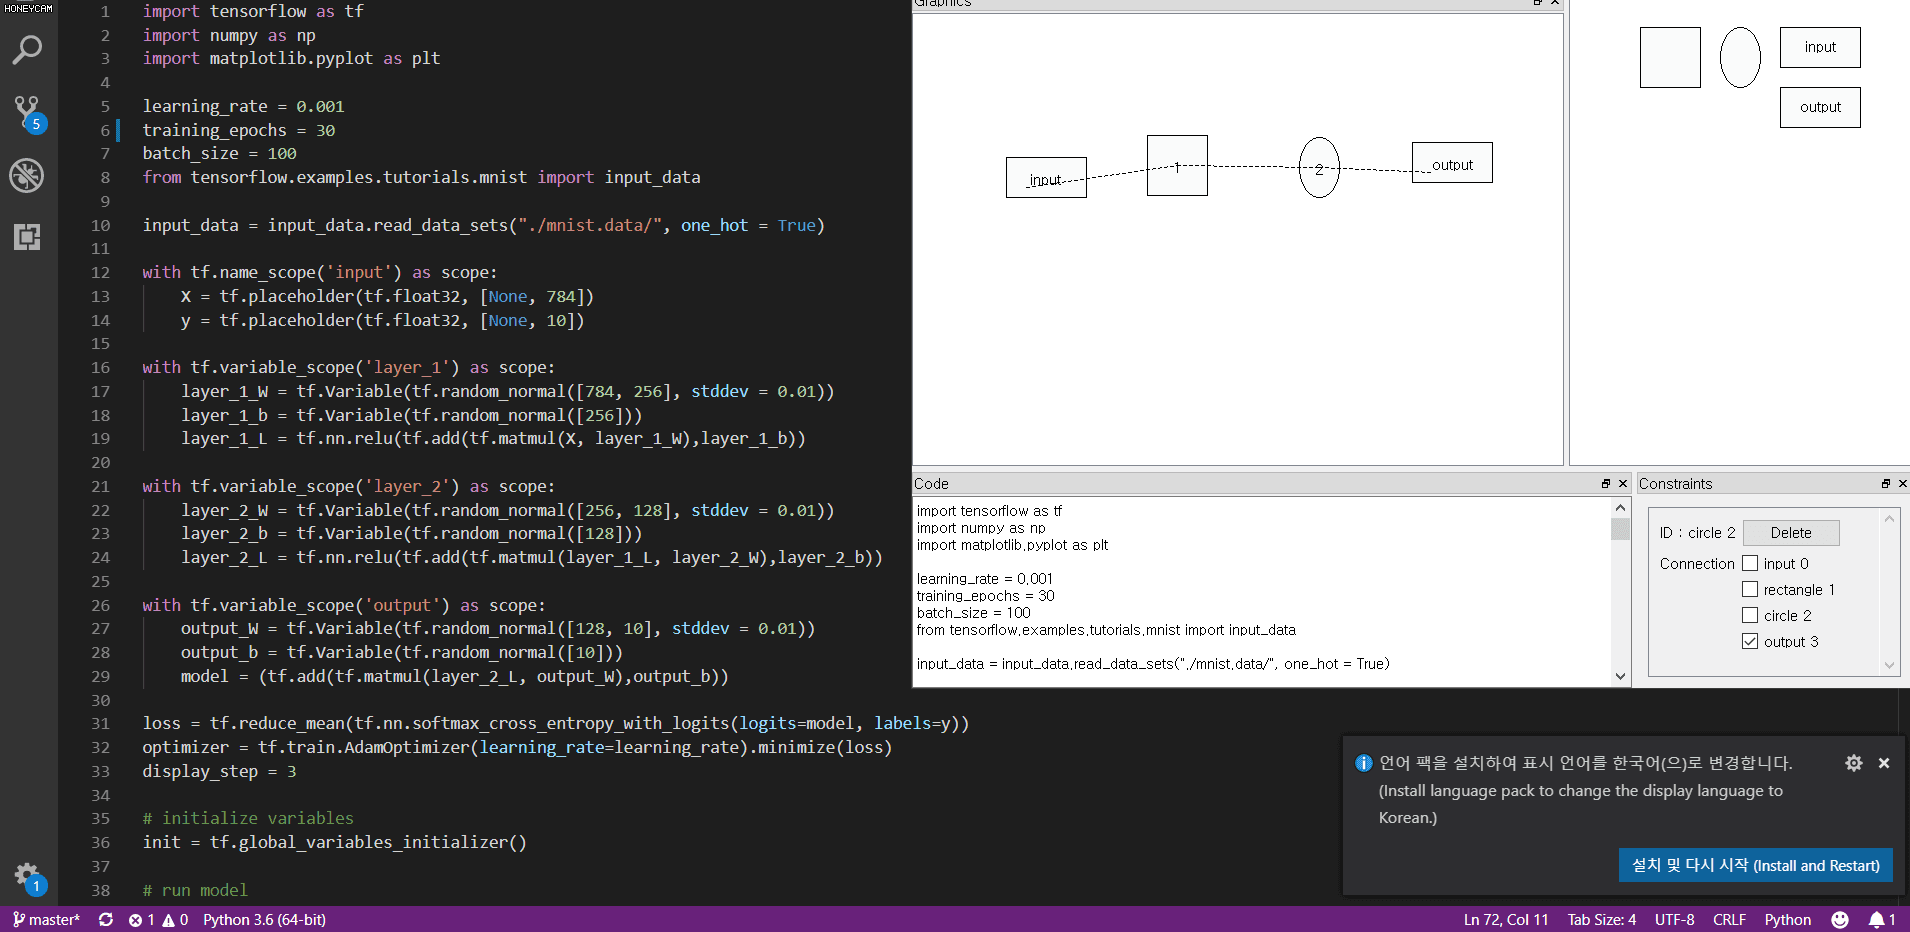 HONEYCAM
5
1
1 import tensorflow as tf
2 import numpy as np
3 import matplotlib.pyplot as plt
4
5 learning_rate = 0.001
6 training_epochs = 30
7 batch_size = 100
8 from tensorflow.examples.tutorials.mnist import input_data
9
10 input_data = input_data.read_data_sets("./mnist.data/", one_hot = True)
11
12 with tf.name_scope('input') as scope:
13 X = tf.placeholder(tf.float32, [None, 784])
14 y = tf.placeholder(tf.float32, [None, 10])
15
16 with tf.variable_scope('layer_1') as scope:
17 layer_1_W = tf.Variable(tf.random_normal([784, 256], stddev = 0.01))
18 layer_1_b = tf.Variable(tf.random_normal([256]))
19 layer_1_L = tf.nn.relu(tf.add(tf.matmul(X, layer_1_W),layer_1_b))
20
21 with tf.variable_scope('layer_2') as scope:
22 layer_2_W = tf.Variable(tf.random_normal([256, 128], stddev = 0.01))
23 layer_2_b = tf.Variable(tf.random_normal([128]))
24 layer_2_L = tf.nn.relu(tf.add(tf.matmul(layer_1_L, layer_2_W),layer_2_b))
25
26 with tf.variable_scope('output') as scope:
27 output_W = tf.Variable(tf.random_normal([128, 10], stddev = 0.01))
28 output_b = tf.Variable(tf.random_normal([10]))
29 model = (tf.add(tf.matmul(layer_2_L, output_W),output_b))
30
31 loss = tf.reduce_mean(tf.nn.softmax_cross_entropy_with_logits(logits=model, labels=y))
32 optimizer = tf.train.AdamOptimizer(learning_rate=learning_rate).minimize(loss)
33 display_step = 3
34
35 # initialize variables
36 init = tf.global_variables_initializer()
37
38 # run model
Graphics
input
1
2
output
input
output
Code
import tensorflow as tf
import numpy as np
import matplotlib.pyplot as plt
learning_rate = 0.001
training_epochs = 30
batch_size = 100
from tensorflow.examples.tutorials.mnist import input_data
input_data = input_data.read_data_sets("./mnist.data/", one_hot = True)
Constraints
ID : circle 2 Delete
Connection input 0
rectangle 1
circle 2
output 3
언어 팩을 설치하여 표시 언어를 한국어(으)로 변경합니다.
(Install language pack to change the display language to
Korean.)
설치 및 다시 시작 (Install and Restart)
master* 1 0 Python 3.6 (64-bit) Ln 72, Col 11 Tab Size: 4 UTF-8 CRLF Python 1